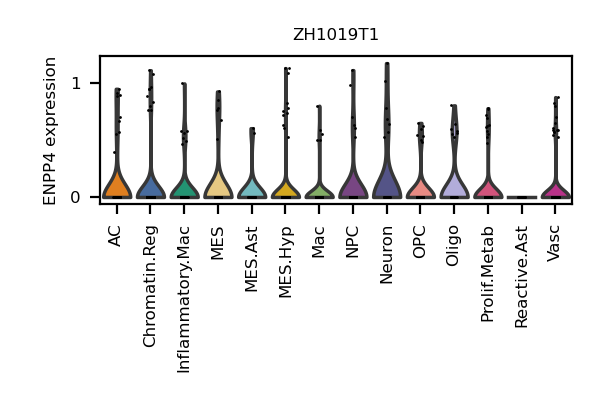 ZH1019T1
ENPP4 expression
1
0
AC
Chromatin.Reg
Inflammatory.Mac
MES
MES.Ast
MES.Hyp
Mac
NPC
Neuron
OPC
Oligo
Prolif.Metab
Reactive.Ast
Vasc